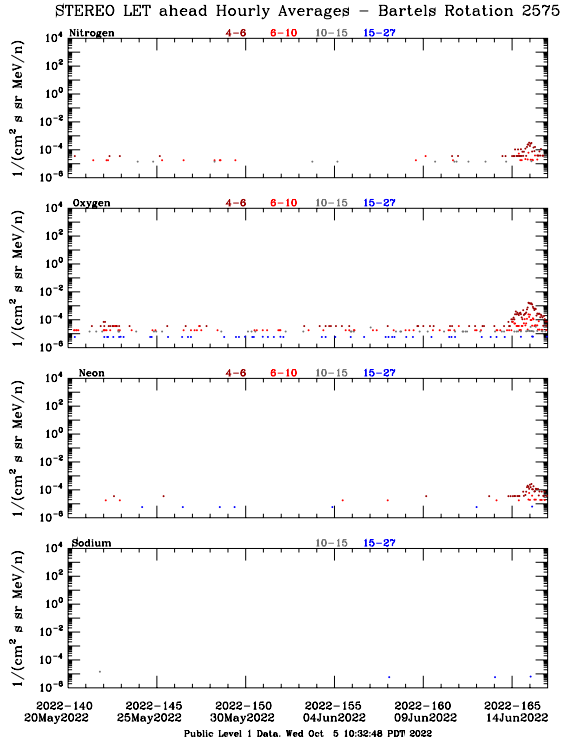 STEREO LET ahead Hourly Averages - Bartels Rotation 2575
Nitrogen 4-6 6-10 10-15 15-27
10^4
10^2
10^0
10^-2
10^-4
10^-6
1/(cm^2 s sr MeV/n)
Oxygen 4-6 6-10 10-15 15-27
10^4
10^2
10^0
10^-2
10^-4
10^-6
1/(cm^2 s sr MeV/n)
Neon 4-6 6-10 10-15 15-27
10^4
10^2
10^0
10^-2
10^-4
10^-6
1/(cm^2 s sr MeV/n)
Sodium 10-15 15-27
10^4
10^2
10^0
10^-2
10^-4
10^-6
1/(cm^2 s sr MeV/n)
2022-140 2022-145 2022-150 2022-155 2022-160 2022-165
20May2022 25May2022 30May2022 04Jun2022 09Jun2022 14Jun2022
Public Level 1 Data, Wed Oct 5 10:32:48 PDT 2022